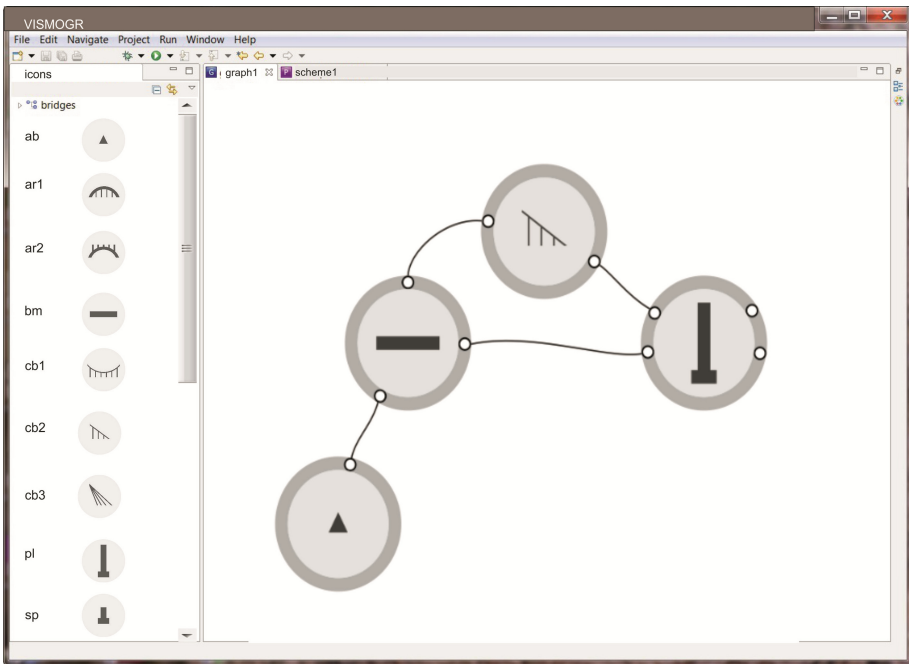 VISMOGR
File Edit Navigate Project Run Window Help
icons
G graph1 P scheme1
bridges
ab
ar1
ar2
bm
cb1
cb2
cb3
pl
sp